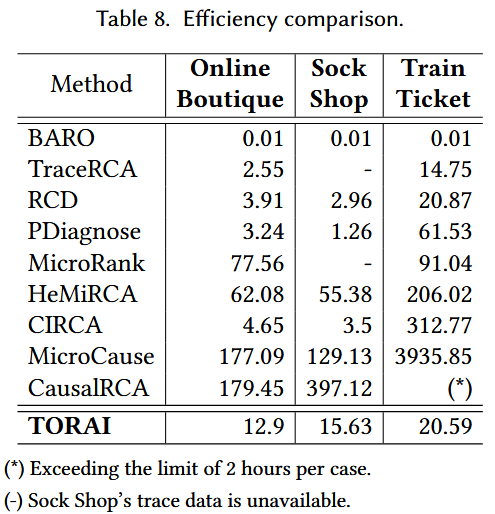 Table 8. Efficiency comparison.
Method Online Boutique Sock Shop Train Ticket
BARO 0.01 0.01 0.01
TraceRCA 2.55 - 14.75
RCD 3.91 2.96 20.87
PDiagnose 3.24 1.26 61.53
MicroRank 77.56 - 91.04
HeMiRCA 62.08 55.38 206.02
CIRCA 4.65 3.5 312.77
MicroCause 177.09 129.13 3935.85
CausalRCA 179.45 397.12 (*)
TORAI 12.9 15.63 20.59
(*) Exceeding the limit of 2 hours per case.
(-) Sock Shop's trace data is unavailable.